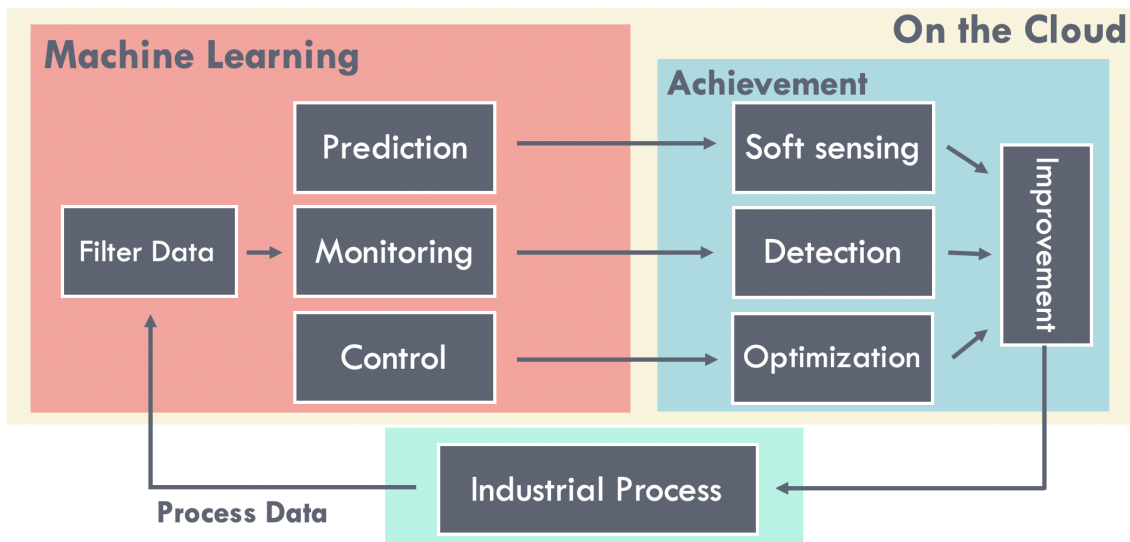 On the Cloud
Machine Learning
Achievement
Prediction
Soft sensing
Filter Data
Monitoring
Detection
Improvement
Control
Optimization
Industrial Process
Process Data